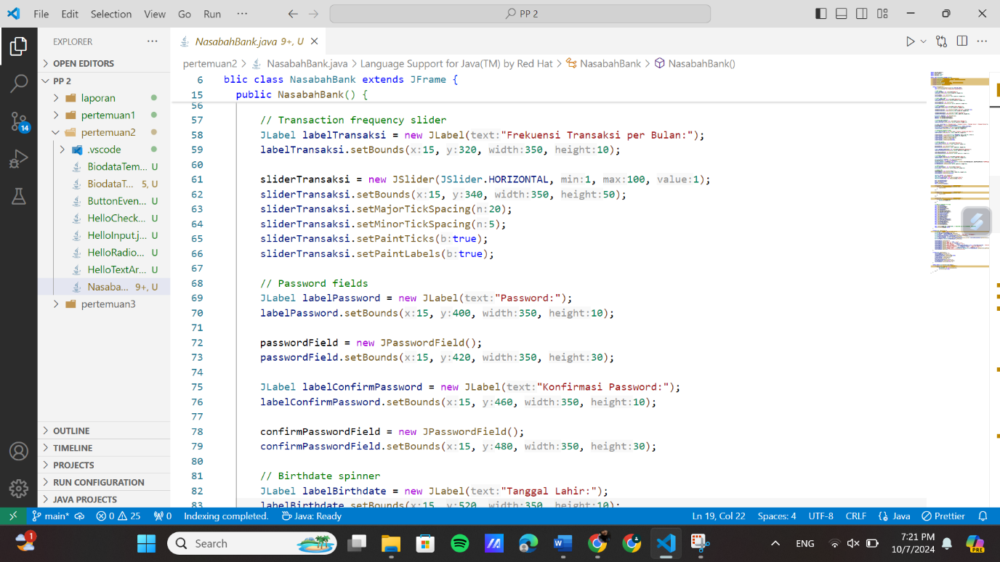 File Edit Selection View Go Run ··· PP 2
EXPLORER ···
OPEN EDITORS
PP 2
laporan
pertemuan1
pertemuan2
.vscode
BiodataTem... U
BiodataT... 5, U
ButtonEven... U
HelloCheck... U
HelloInput.j... U
HelloRadio... U
HelloTextAr... U
Nasaba... 9+, U
pertemuan3
OUTLINE
TIMELINE
PROJECTS
RUN CONFIGURATION
JAVA PROJECTS
14
NasabahBank.java 9+, U
pertemuan2 > NasabahBank.java > Language Support for Java(TM) by Red Hat > NasabahBank > NasabahBank()
6 blic class NasabahBank extends JFrame {
15 public NasabahBank() {
56
57 // Transaction frequency slider
58 JLabel labelTransaksi = new JLabel(text:"Frekuensi Transaksi per Bulan:");
59 labelTransaksi.setBounds(x:15, y:320, width:350, height:10);
60
61 sliderTransaksi = new JSlider(JSlider.HORIZONTAL, min:1, max:100, value:1);
62 sliderTransaksi.setBounds(x:15, y:340, width:350, height:50);
63 sliderTransaksi.setMajorTickSpacing(n:20);
64 sliderTransaksi.setMinorTickSpacing(n:5);
65 sliderTransaksi.setPaintTicks(b:true);
66 sliderTransaksi.setPaintLabels(b:true);
67
68 // Password fields
69 JLabel labelPassword = new JLabel(text:"Password:");
70 labelPassword.setBounds(x:15, y:400, width:350, height:10);
71
72 passwordField = new JPasswordField();
73 passwordField.setBounds(x:15, y:420, width:350, height:30);
74
75 JLabel labelConfirmPassword = new JLabel(text:"Konfirmasi Password:");
76 labelConfirmPassword.setBounds(x:15, y:460, width:350, height:10);
77
78 confirmPasswordField = new JPasswordField();
79 confirmPasswordField.setBounds(x:15, y:480, width:350, height:30);
80
81 // Birthdate spinner
82 JLabel labelBirthdate = new JLabel(text:"Tanggal Lahir:");
83 labelBirthdate.setBounds(x:15, y:520, width:350, height:10);
main* 0 25 0 Indexing completed. Java: Ready Ln 19, Col 22 Spaces: 4 UTF-8 CRLF {} Java Prettier
1 Search ENG 7:21 PM
10/7/2024
PRE